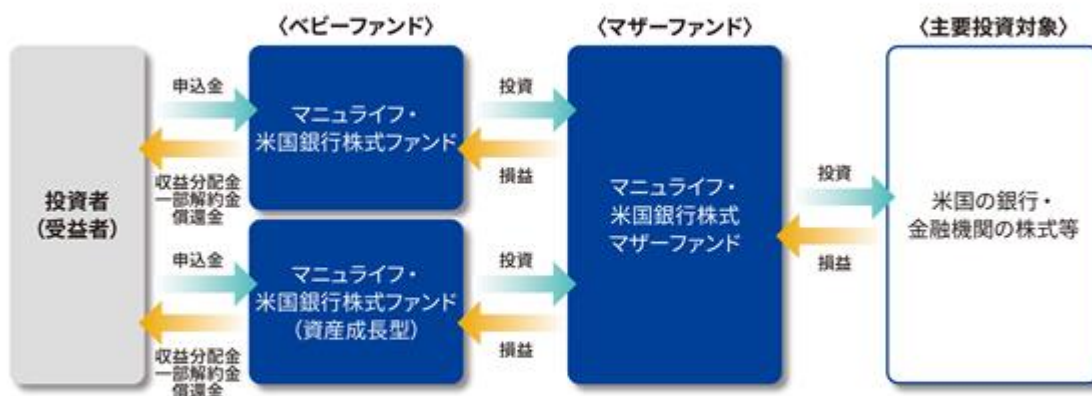 〈ベビーファンド〉
〈マザーファンド〉
〈主要投資対象〉
投資者
(受益者)
申込金
収益分配金
一部解約金
償還金
マニュライフ・
米国銀行株式ファンド
投資
損益
申込金
収益分配金
一部解約金
償還金
マニュライフ・
米国銀行株式ファンド
(資産成長型)
投資
損益
マニュライフ・
米国銀行株式
マザーファンド
投資
損益
米国の銀行・
金融機関の株式等